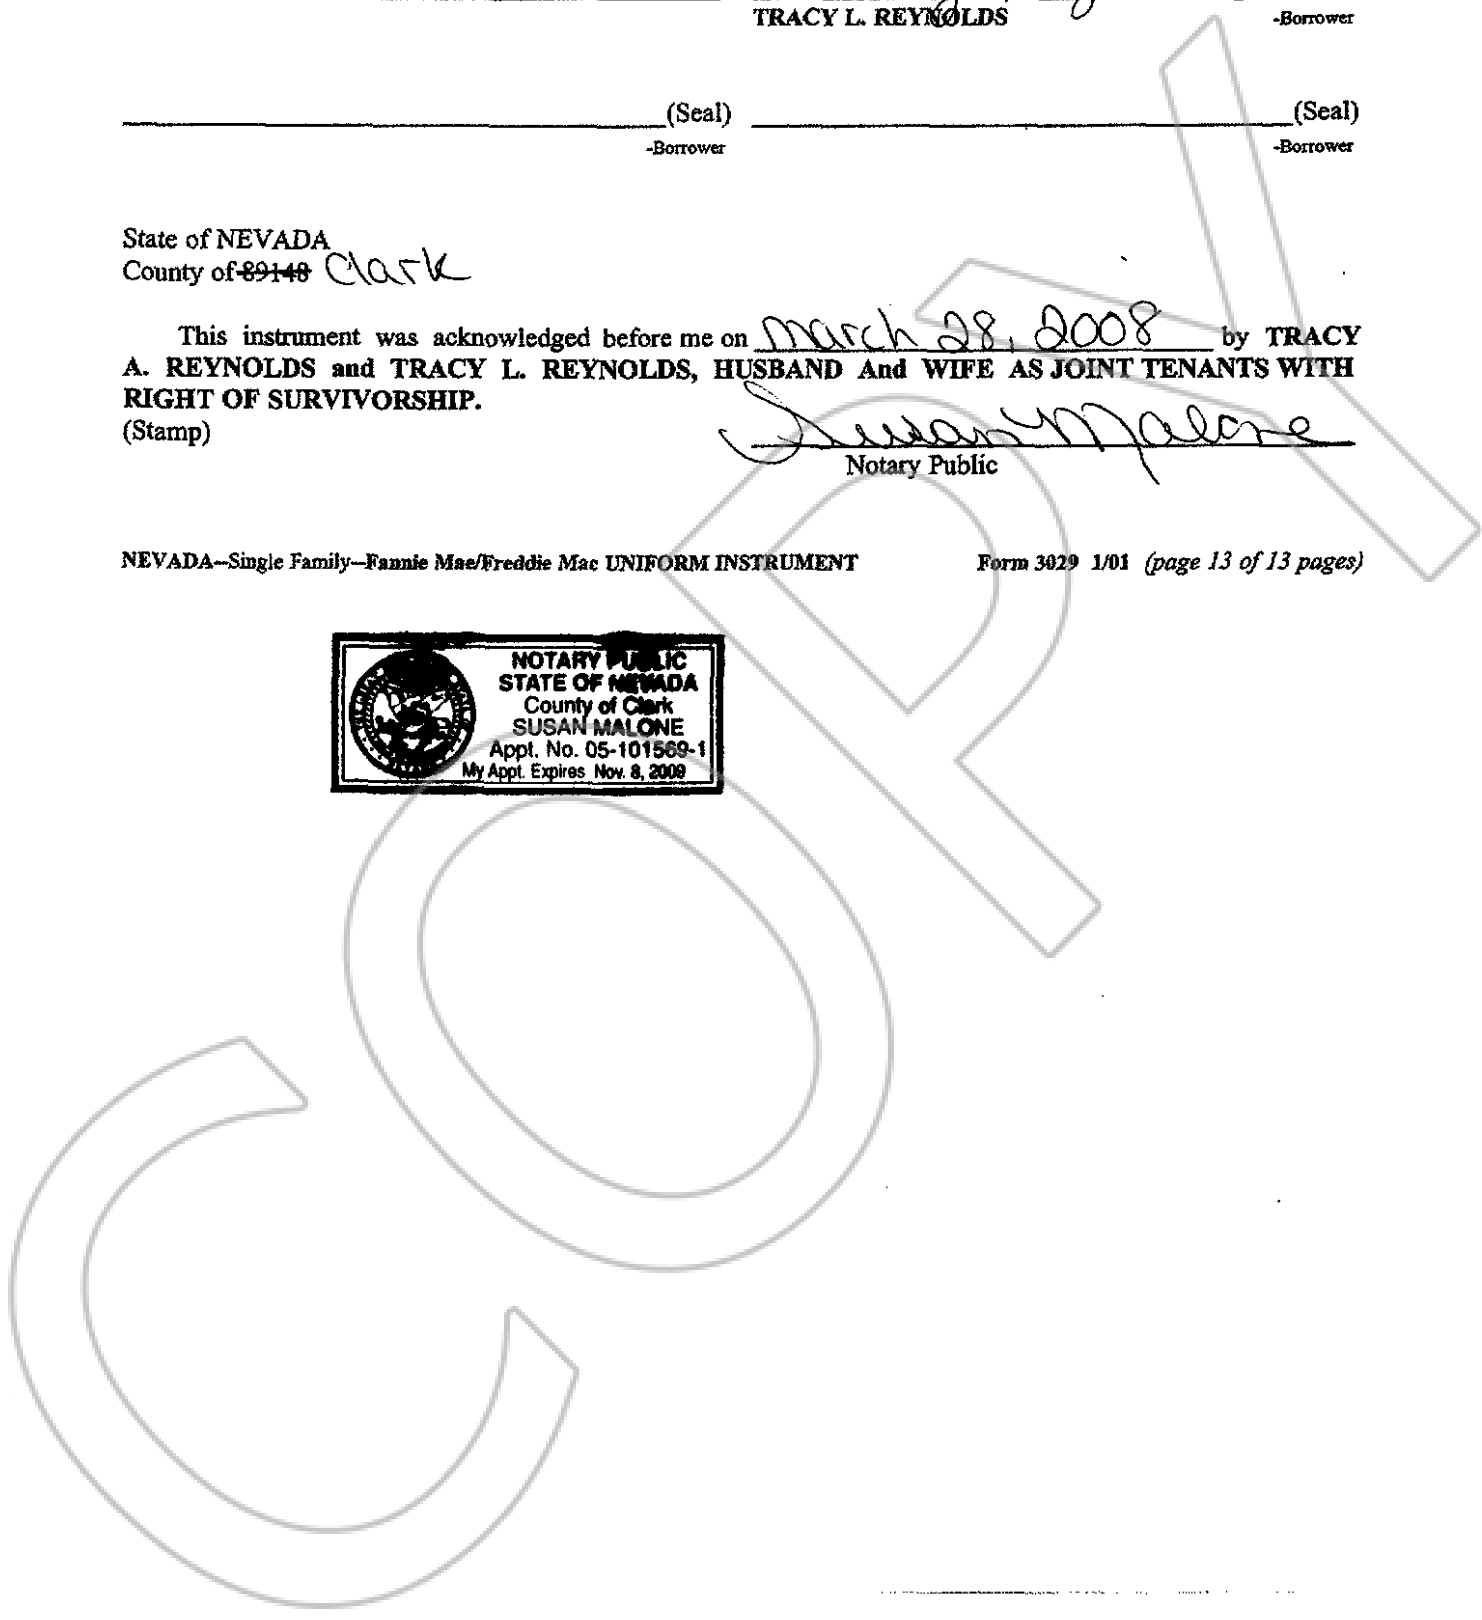 TRACY L. REYNOLDS -Borrower
(Seal) (Seal)
-Borrower -Borrower
State of NEVADA
County of 89148 Clark
This instrument was acknowledged before me on March 28, 2008 by TRACY
A. REYNOLDS and TRACY L. REYNOLDS, HUSBAND And WIFE AS JOINT TENANTS WITH
RIGHT OF SURVIVORSHIP.
(Stamp) Susan Malone
Notary Public
NEVADA--Single Family--Fannie Mae/Freddie Mac UNIFORM INSTRUMENT Form 3029 1/01 (page 13 of 13 pages)
NOTARY PUBLIC
STATE OF NEVADA
County of Clark
SUSAN MALONE
Appt. No. 05-101569-1
My Appt. Expires Nov. 8, 2009
COPY